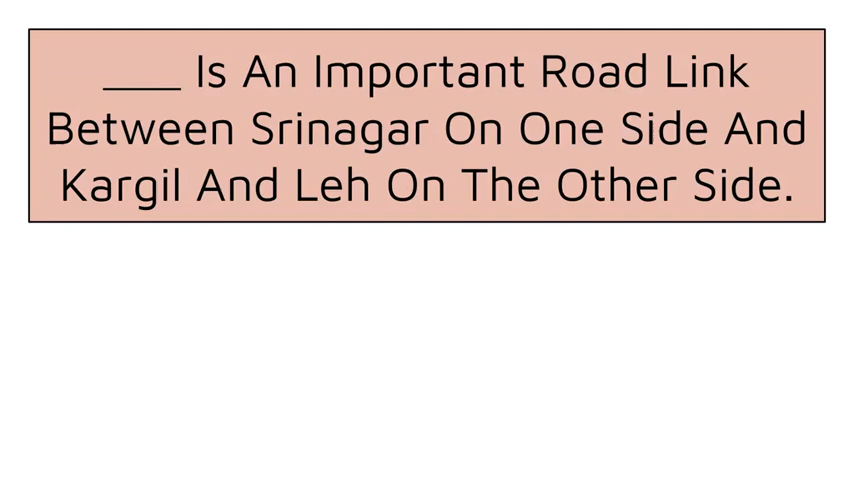 ____ Is An Important Road Link
Between Srinagar On One Side And
Kargil And Leh On The Other Side.